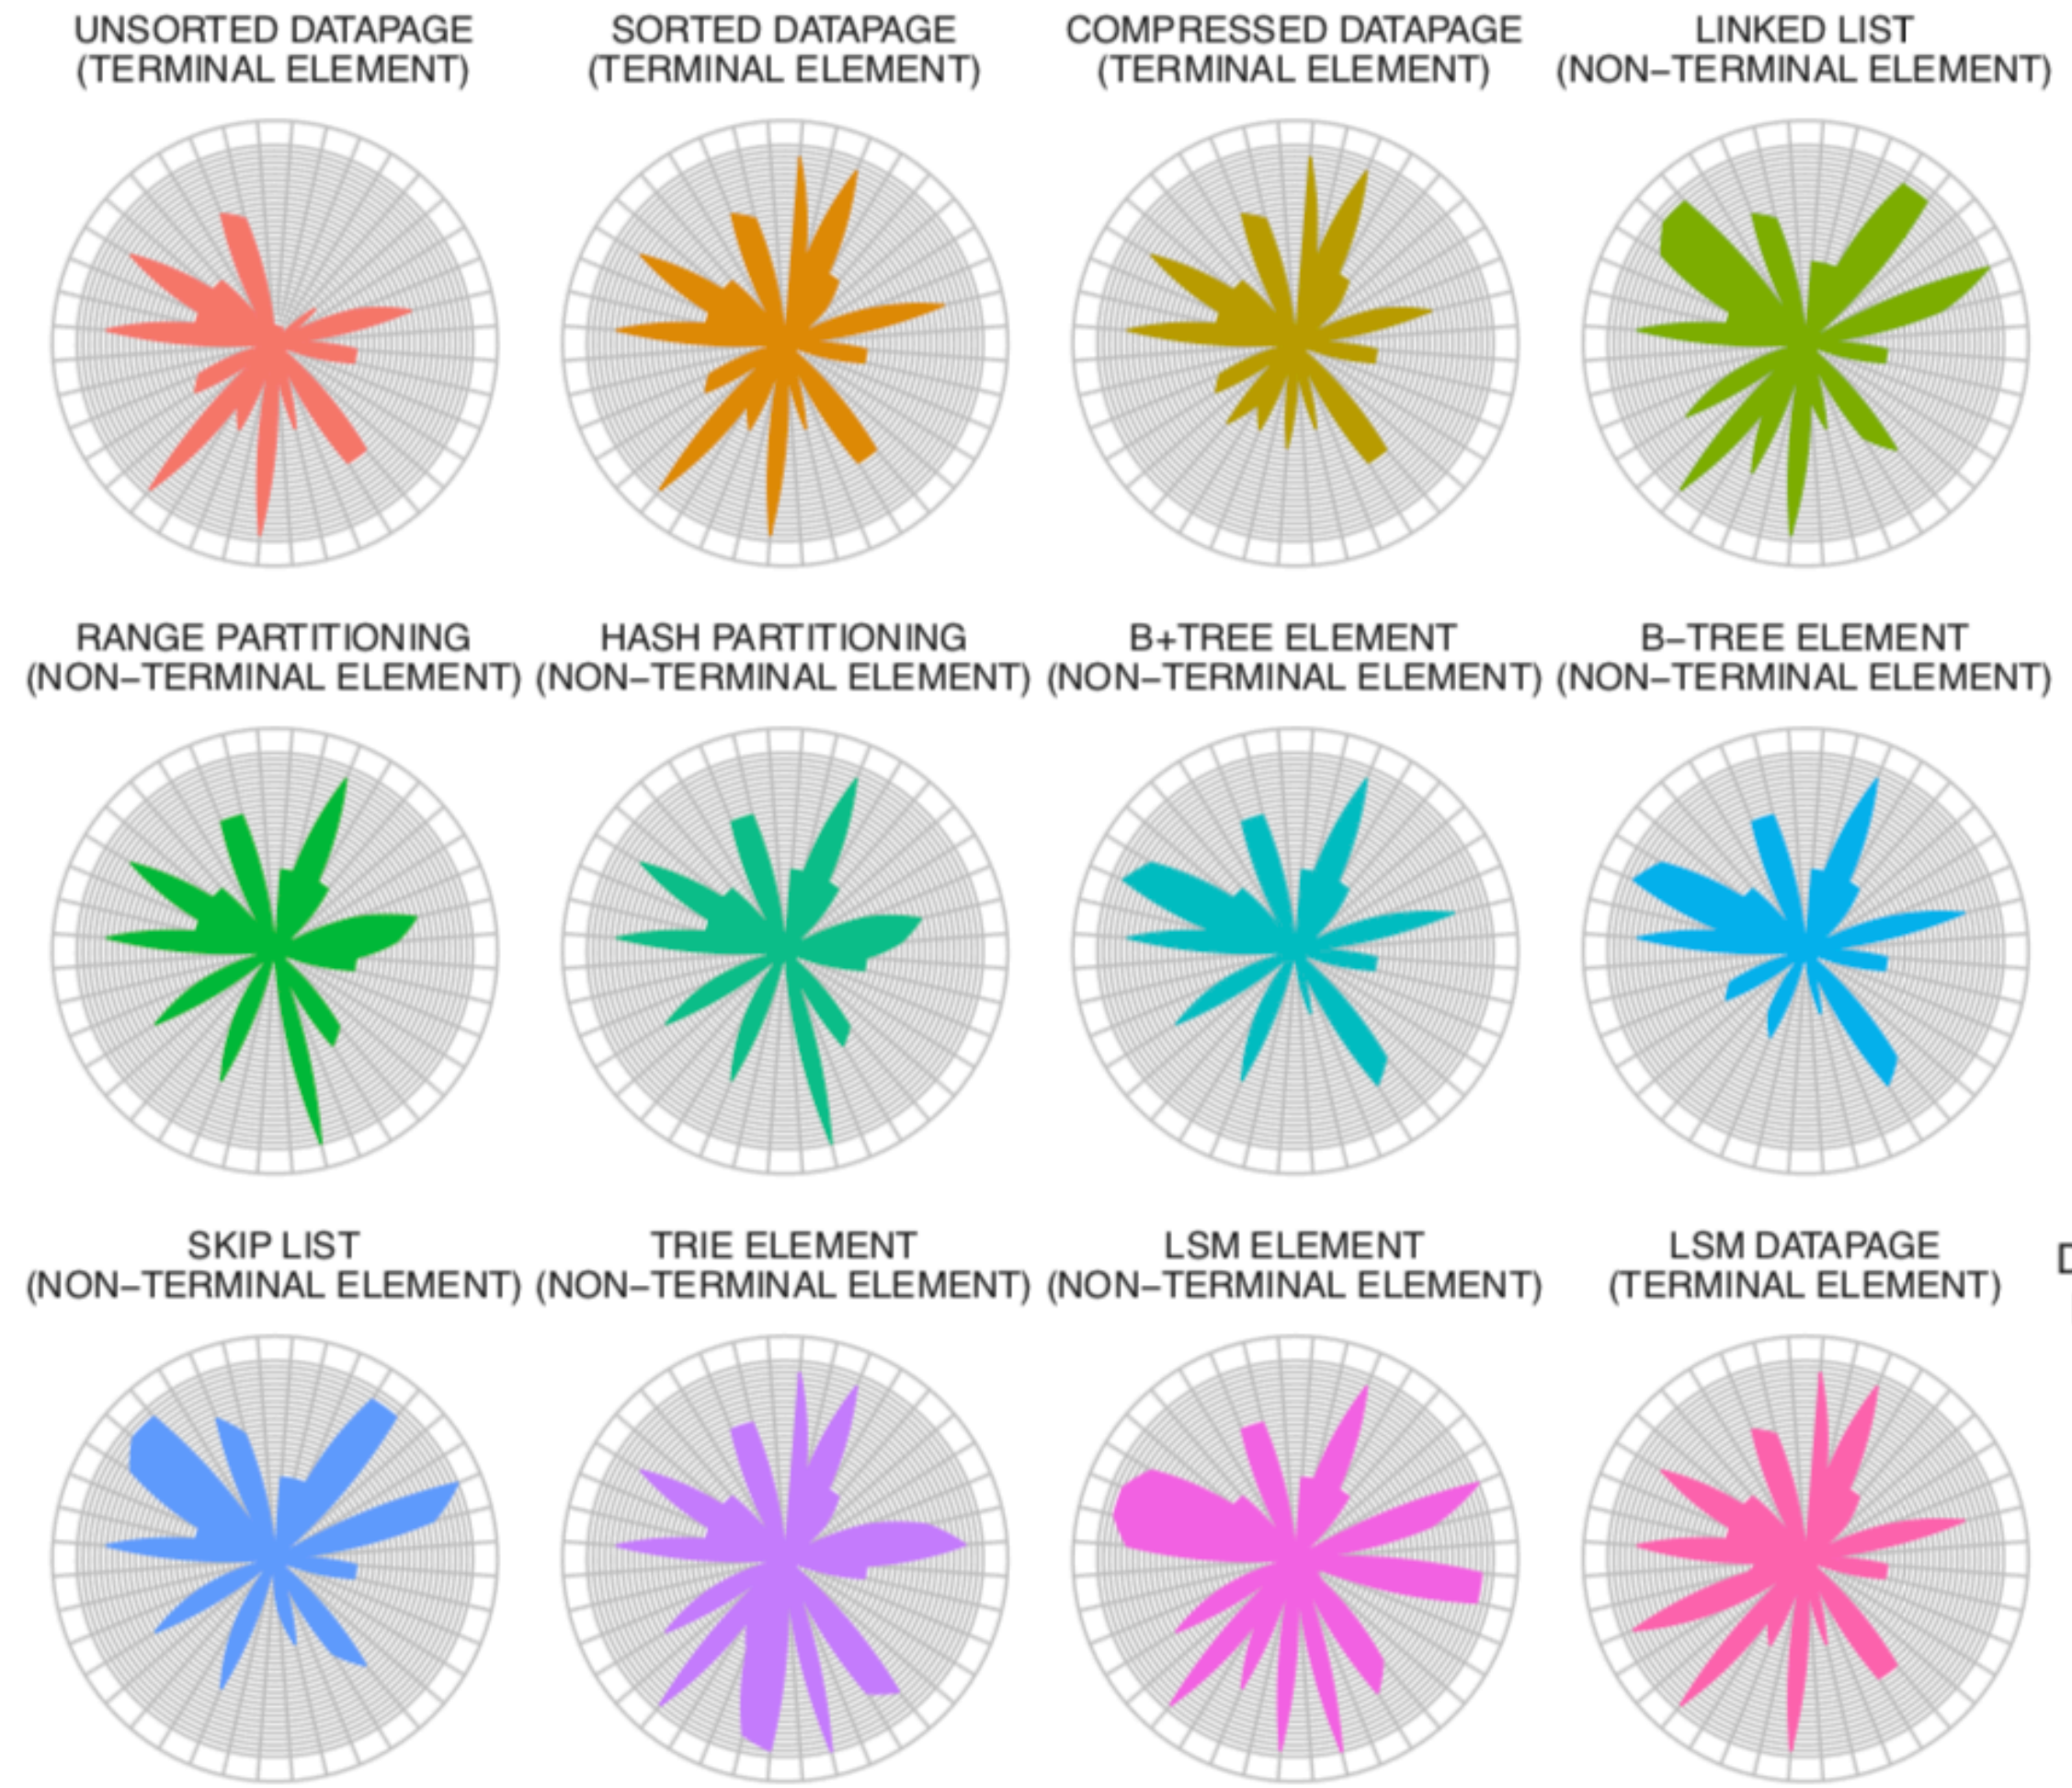 UNSORTED DATAPAGE
(TERMINAL ELEMENT)
SORTED DATAPAGE
(TERMINAL ELEMENT)
COMPRESSED DATAPAGE
(TERMINAL ELEMENT)
LINKED LIST
(NON–TERMINAL ELEMENT)
RANGE PARTITIONING
(NON–TERMINAL ELEMENT)
HASH PARTITIONING
(NON–TERMINAL ELEMENT)
B+TREE ELEMENT
(NON–TERMINAL ELEMENT)
B–TREE ELEMENT
(NON–TERMINAL ELEMENT)
SKIP LIST
(NON–TERMINAL ELEMENT)
TRIE ELEMENT
(NON–TERMINAL ELEMENT)
LSM ELEMENT
(NON–TERMINAL ELEMENT)
LSM DATAPAGE
(TERMINAL ELEMENT)